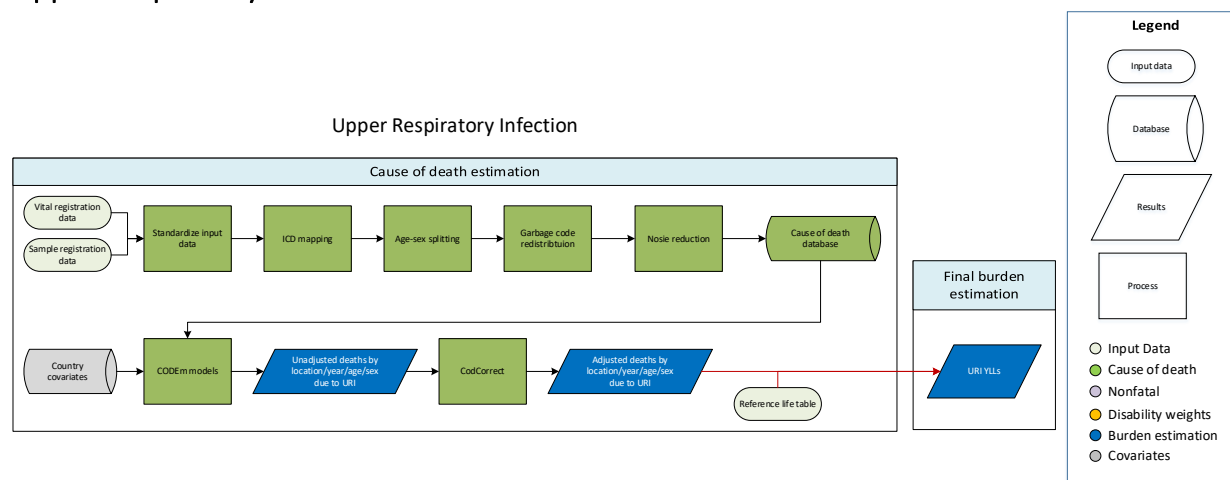 Upper Respiratory Infection
Cause of death estimation
Vital registration
data
Sample registration
data
Standardize input
data
ICD mapping
Age-sex splitting
Garbage code
redistribtuion
Nosie reduction
Cause of death
database
Country
covariates
CODEm models
Unadjusted deaths by
location/year/age/sex
due to URI
CodCorrect
Adjusted deaths by
location/year/age/sex
due to URI
Reference life table
Final burden
estimation
URI YLLs
Legend
Input data
Database
Results
Process
Input Data
Cause of death
Nonfatal
Disability weights
Burden estimation
Covariates